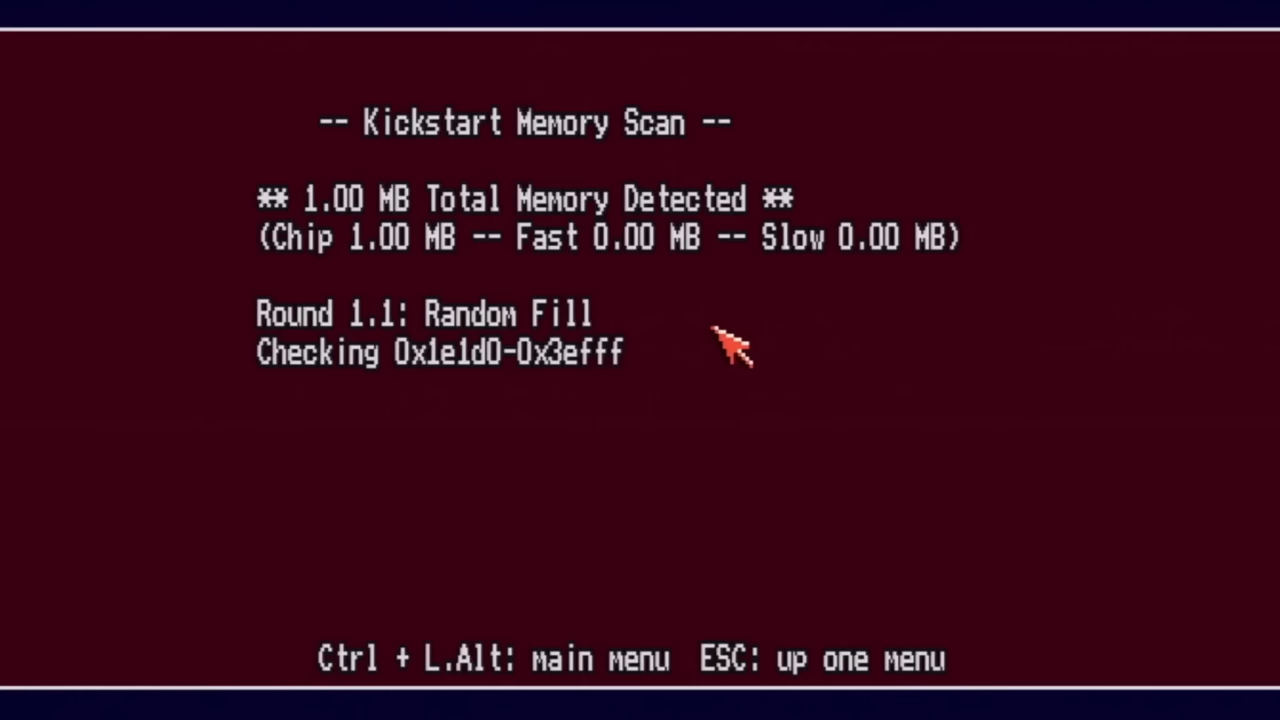 -- Kickstart Memory Scan --
** 1.00 MB Total Memory Detected **
(Chip 1.00 MB -- Fast 0.00 MB -- Slow 0.00 MB)
Round 1.1: Random Fill
Checking 0x1e1d0-0x3efff
Ctrl + L.Alt: main menu  ESC: up one menu